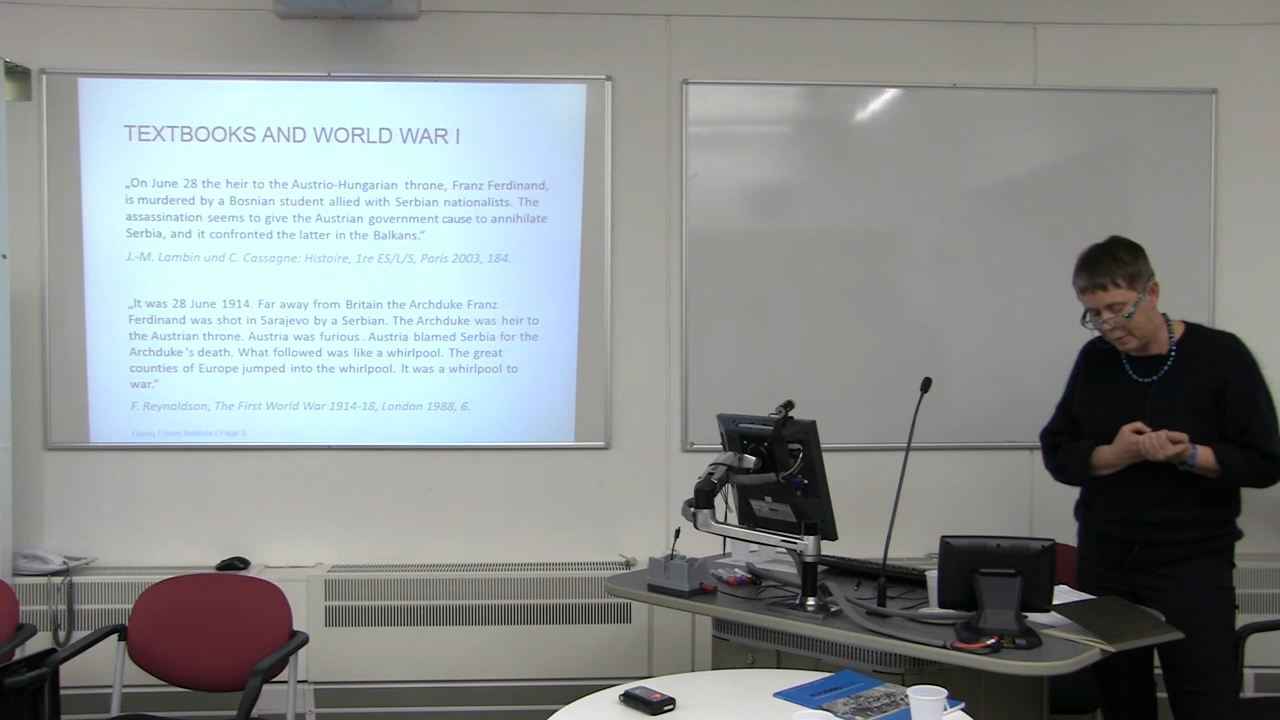 TEXTBOOKS AND WORLD WAR I
„On June 28 the heir to the Austrio-Hungarian throne, Franz Ferdinand,
is murdered by a Bosnian student allied with Serbian nationalists. The
assassination seems to give the Austrian government cause to annihilate
Serbia, and it confronted the latter in the Balkans.“
J.-M. Lambin und C. Cassagne: Histoire, 1re ES/L/S, Paris 2003, 184.
„It was 28 June 1914. Far away from Britain the Archduke Franz
Ferdinand was shot in Sarajevo by a Serbian. The Archduke was heir to
the Austrian throne. Austria was furious. Austria blamed Serbia for the
Archduke's death. What followed was like a whirlpool. The great
counties of Europe jumped into the whirlpool. It was a whirlpool to
war.“
F. Reynoldson, The First World War 1914-18, London 1988, 6.
Georg Eckert Institute | Page 3